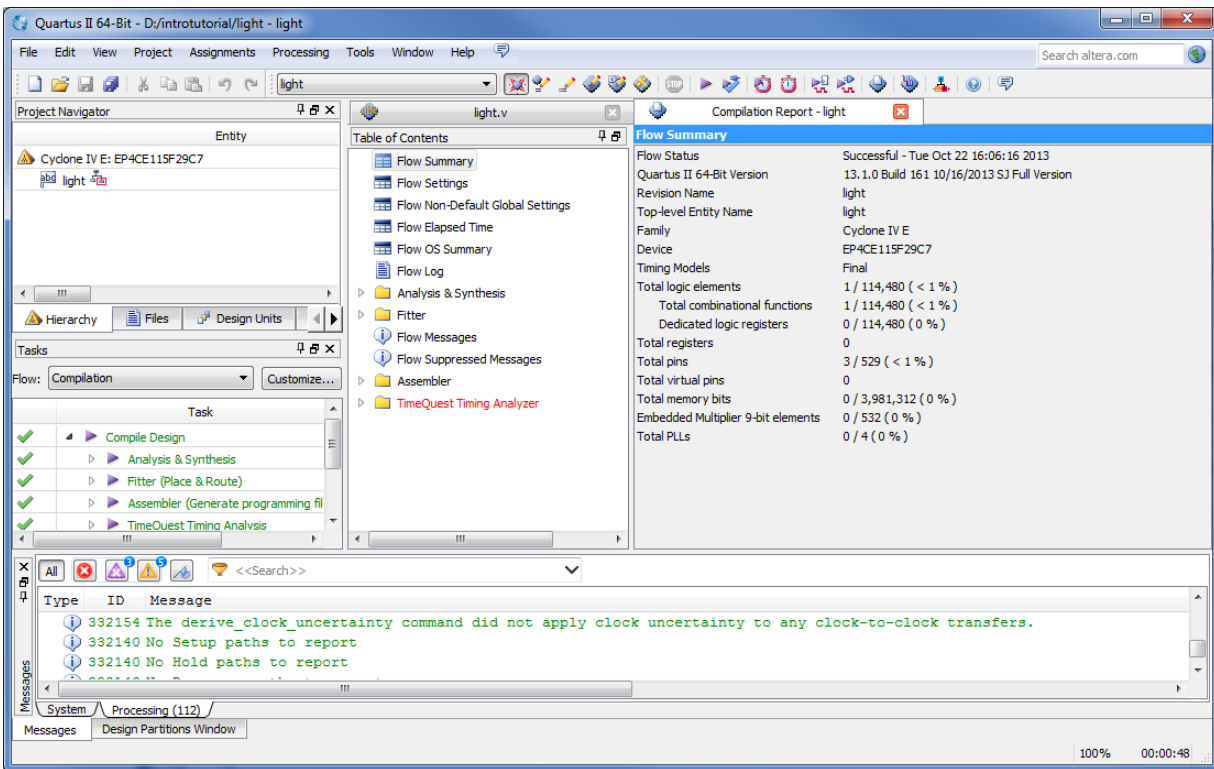 Quartus II 64-Bit - D:/introtutorial/light - light
File Edit View Project Assignments Processing Tools Window Help
Search altera.com
light
Project Navigator
Entity
Cyclone IV E: EP4CE115F29C7
abd light
Hierarchy Files Design Units
Tasks
Flow: Compilation Customize...
Task
Compile Design
Analysis & Synthesis
Fitter (Place & Route)
Assembler (Generate programming fil
TimeQuest Timing Analysis
light.v
Table of Contents
Flow Summary
Flow Settings
Flow Non-Default Global Settings
Flow Elapsed Time
Flow OS Summary
Flow Log
Analysis & Synthesis
Fitter
Flow Messages
Flow Suppressed Messages
Assembler
TimeQuest Timing Analyzer
Compilation Report - light
Flow Summary
Flow Status Successful - Tue Oct 22 16:06:16 2013
Quartus II 64-Bit Version 13.1.0 Build 161 10/16/2013 SJ Full Version
Revision Name light
Top-level Entity Name light
Family Cyclone IV E
Device EP4CE115F29C7
Timing Models Final
Total logic elements 1 / 114,480 ( < 1 % )
Total combinational functions 1 / 114,480 ( < 1 % )
Dedicated logic registers 0 / 114,480 ( 0 % )
Total registers 0
Total pins 3 / 529 ( < 1 % )
Total virtual pins 0
Total memory bits 0 / 3,981,312 ( 0 % )
Embedded Multiplier 9-bit elements 0 / 532 ( 0 % )
Total PLLs 0 / 4 ( 0 % )
All 3 5 <<Search>>
Type ID Message
332154 The derive_clock_uncertainty command did not apply clock uncertainty to any clock-to-clock transfers.
332140 No Setup paths to report
332140 No Hold paths to report
Messages
System Processing (112)
Messages Design Partitions Window
100% 00:00:48